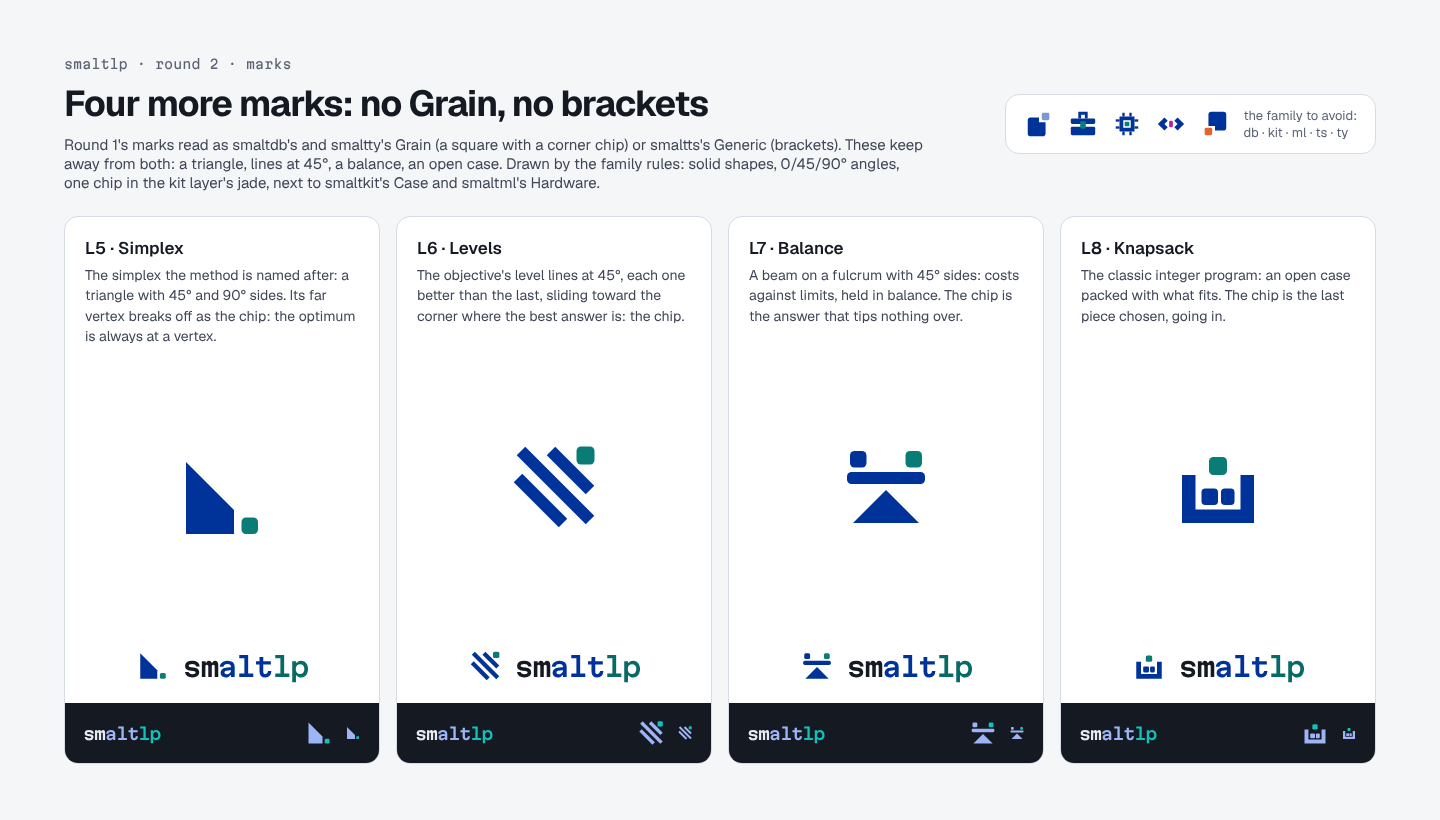 smaltlp · round 2 · marks
Four more marks: no Grain, no brackets
Round 1's marks read as smaltdb's and smaltty's Grain (a square with a corner chip) or smaltts's Generic (brackets). These keep
away from both: a triangle, lines at 45°, a balance, an open case. Drawn by the family rules: solid shapes, 0/45/90° angles,
one chip in the kit layer's jade, next to smaltkit's Case and smaltml's Hardware.
the family to avoid:
db · kit · ml · ts · ty
L5 · Simplex
The simplex the method is named after: a
triangle with 45° and 90° sides. Its far
vertex breaks off as the chip: the optimum
is always at a vertex.
smaltlp
smaltlp
L6 · Levels
The objective's level lines at 45°, each one
better than the last, sliding toward the
corner where the best answer is: the chip.
smaltlp
smaltlp
L7 · Balance
A beam on a fulcrum with 45° sides: costs
against limits, held in balance. The chip is
the answer that tips nothing over.
smaltlp
smaltlp
L8 · Knapsack
The classic integer program: an open case
packed with what fits. The chip is the last
piece chosen, going in.
smaltlp
smaltlp